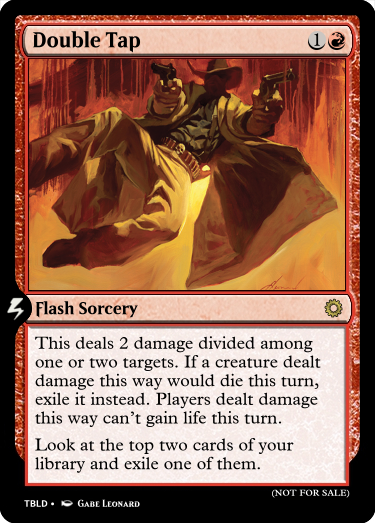 Double Tap
1
Flash Sorcery
This deals 2 damage divided among
one or two targets. If a creature dealt
damage this way would die this turn,
exile it instead. Players dealt damage
this way can’t gain life this turn.
Look at the top two cards of your
library and exile one of them.
(NOT FOR SALE)
TBLD • Gabe Leonard